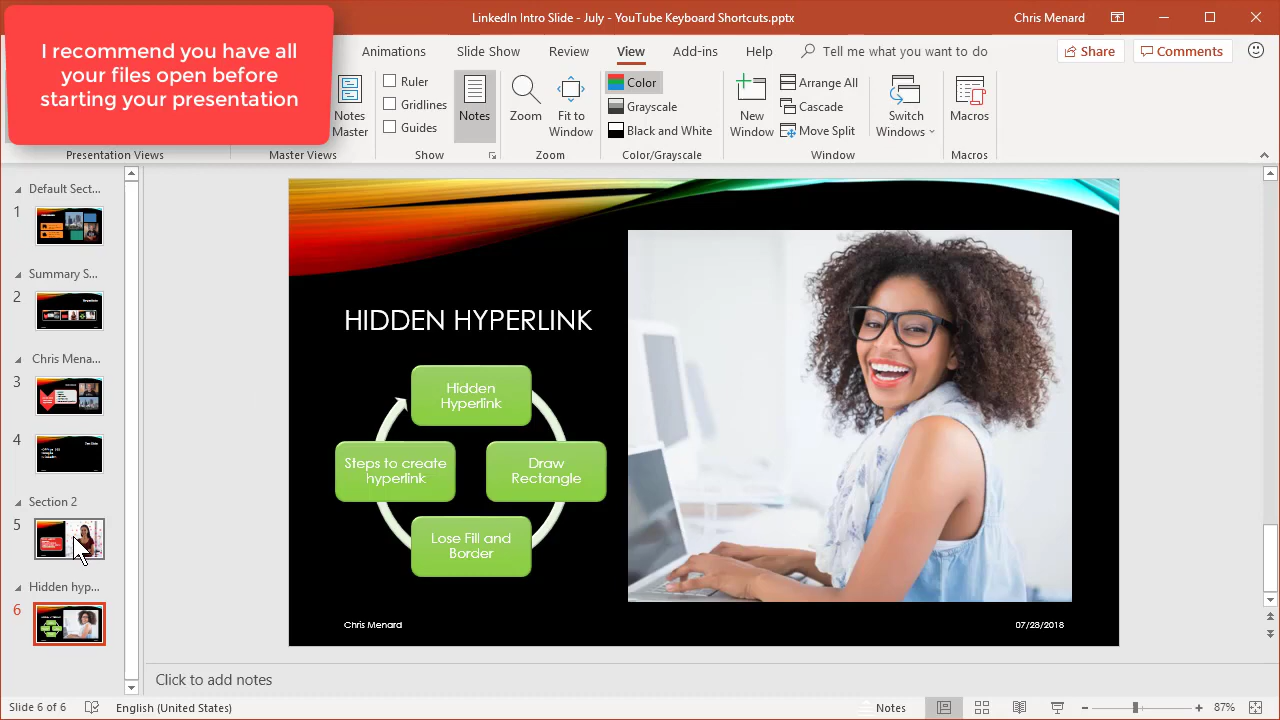 LinkedIn Intro Slide - July - YouTube Keyboard Shortcuts.pptx
Chris Menard
I recommend you have all
your files open before
starting your presentation
Animations
Slide Show
Review
View
Add-ins
Help
Tell me what you want to do
Share
Comments
Notes
Master
Ruler
Gridlines
Guides
Notes
Zoom
Fit to
Window
Color
Grayscale
Black and White
New
Window
Arrange All
Cascade
Move Split
Switch
Windows
Macros
Presentation Views
Master Views
Show
Zoom
Color/Grayscale
Window
Macros
Default Sect...
1
Summary S...
2
Chris Mena...
3
4
Section 2
5
Hidden hyp...
6
HIDDEN HYPERLINK
Hidden
Hyperlink
Steps to create
hyperlink
Draw
Rectangle
Lose Fill and
Border
Chris Menard
07/23/2018
Click to add notes
Slide 6 of 6
English (United States)
Notes
87%